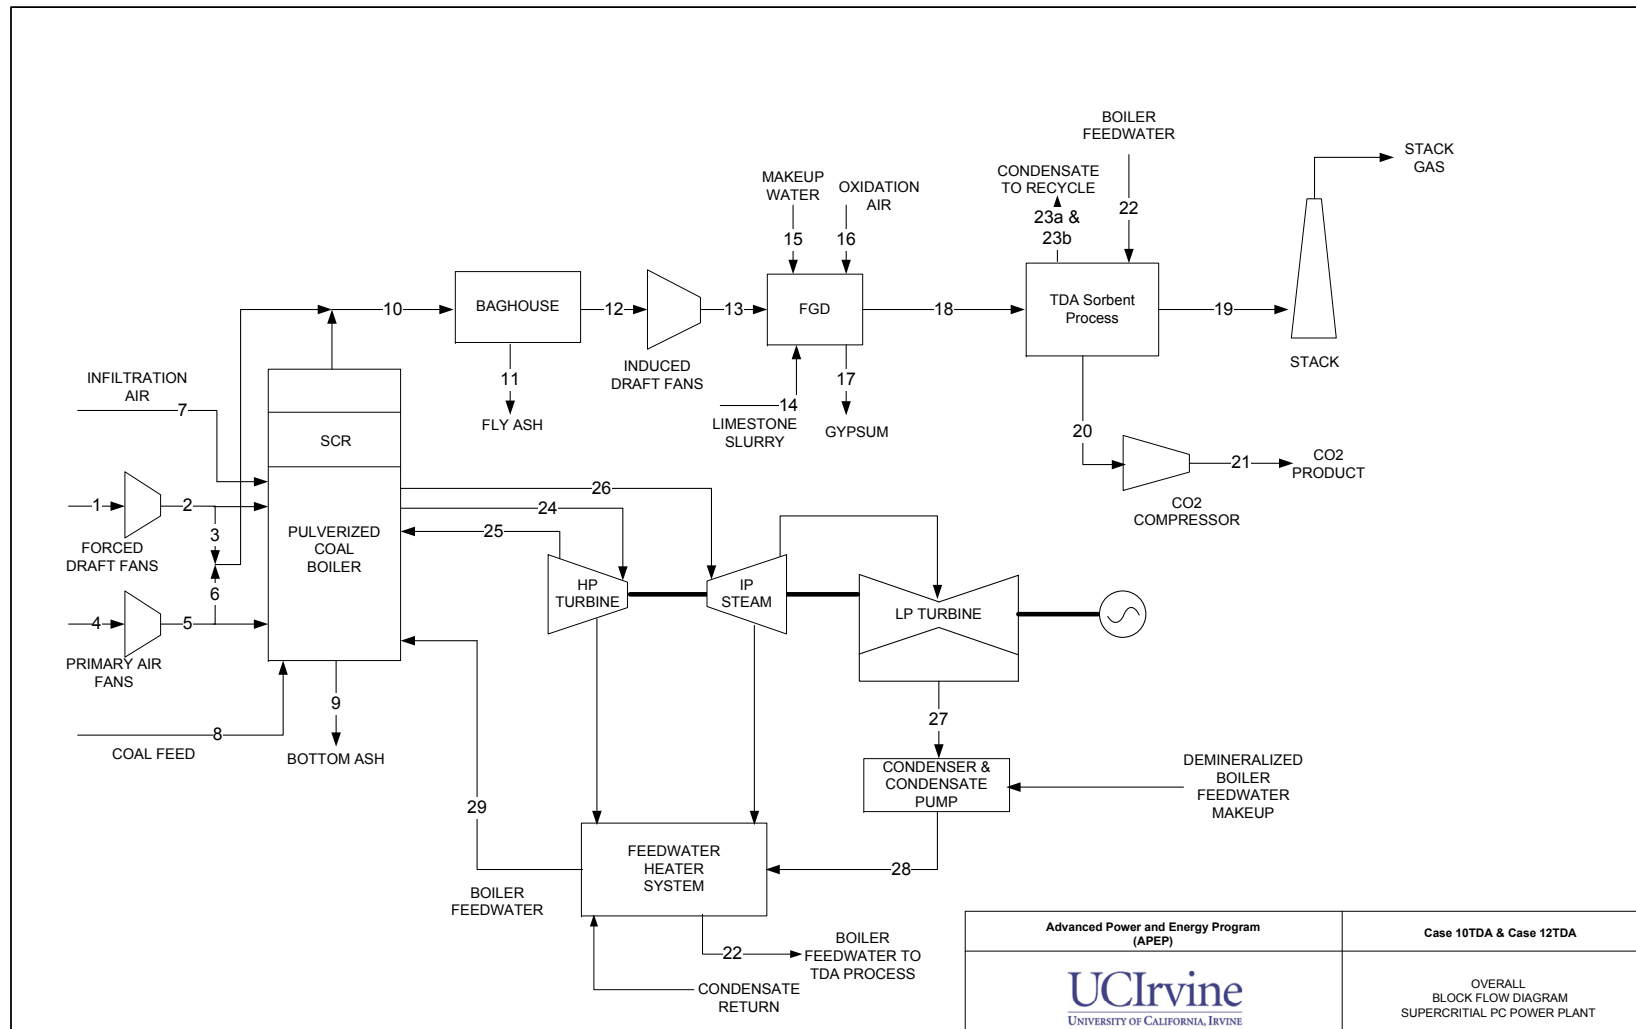 BOILER
FEEDWATER
STACK
GAS
CONDENSATE
TO RECYCLE
MAKEUP
WATER
OXIDATION
AIR
23a &
23b
22
15
16
BAGHOUSE
FGD
TDA Sorbent
Process
10
12
13
18
19
INDUCED
DRAFT FANS
STACK
11
FLY ASH
14
LIMESTONE
SLURRY
17
GYPSUM
20
21
CO2
PRODUCT
CO2
COMPRESSOR
INFILTRATION
AIR
7
SCR
1
2
3
FORCED
DRAFT FANS
PULVERIZED
COAL
BOILER
26
24
25
6
4
5
PRIMARY AIR
FANS
HP
TURBINE
IP
STEAM
LP TURBINE
8
COAL FEED
9
BOTTOM ASH
27
CONDENSER &
CONDENSATE
PUMP
DEMINERALIZED
BOILER
FEEDWATER
MAKEUP
29
28
FEEDWATER
HEATER
SYSTEM
BOILER
FEEDWATER
22
BOILER
FEEDWATER TO
TDA PROCESS
CONDENSATE
RETURN
Advanced Power and Energy Program
(APEP)
Case 10TDA & Case 12TDA
UCIrvine
UNIVERSITY OF CALIFORNIA, IRVINE
OVERALL
BLOCK FLOW DIAGRAM
SUPERCRITIAL PC POWER PLANT